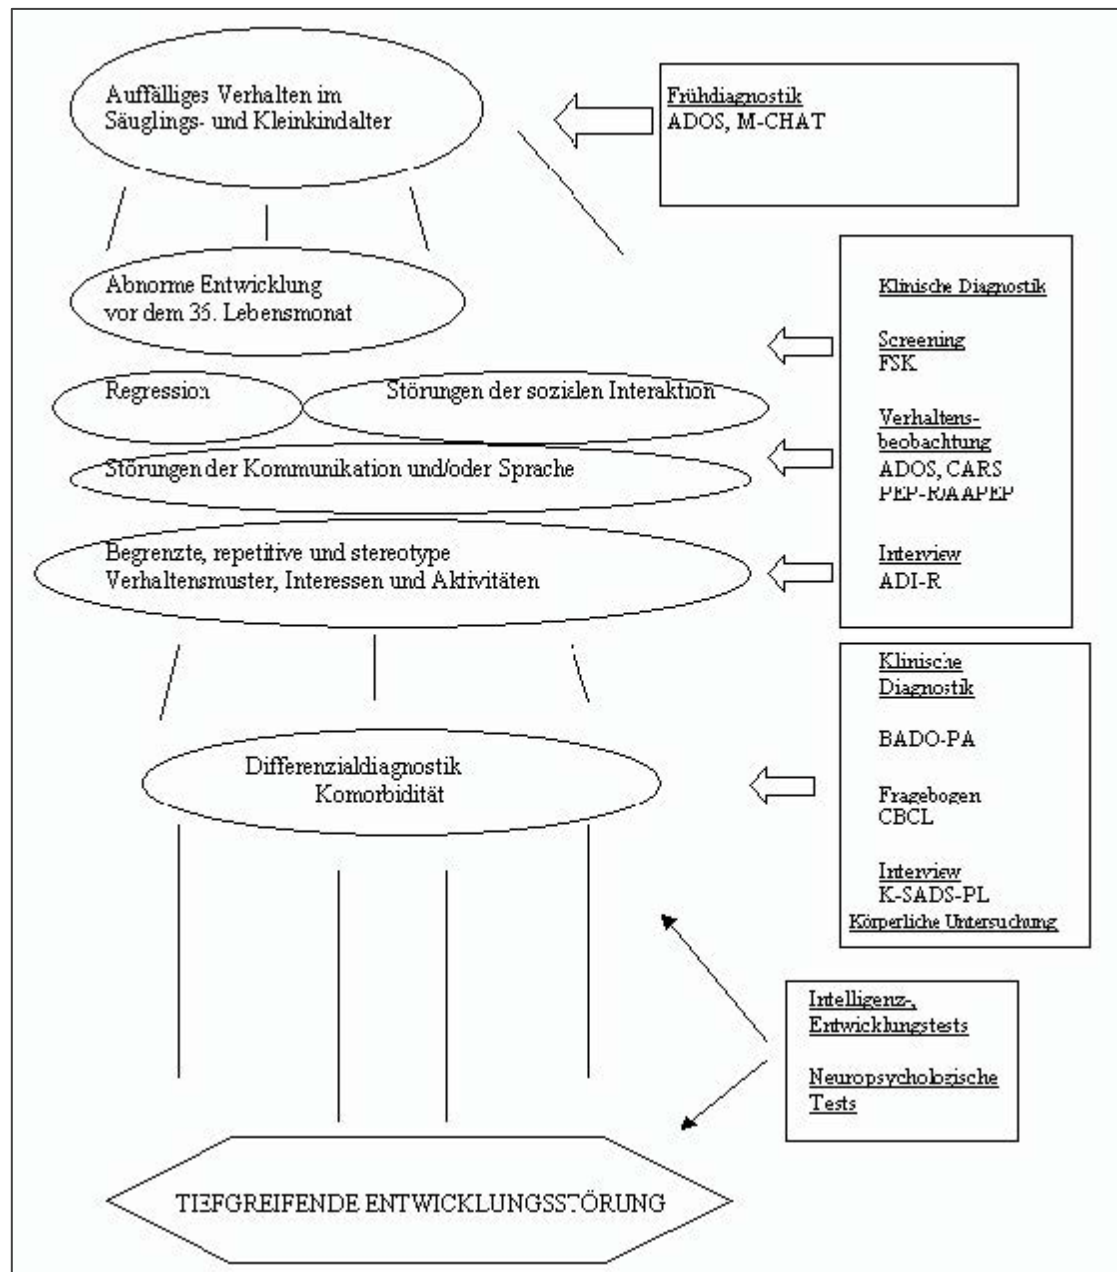 Auffälliges Verhalten im
Säuglings- und Kleinkindalter
Frühdiagnostik
ADOS, M-CHAT
Abnorme Entwicklung
vor dem 36. Lebensmonat
Regression
Störungen der sozialen Interaktion
Störungen der Kommunikation und/oder Sprache
Begrenzte, repetitive und stereotype
Verhaltensmuster, Interessen und Aktivitäten
Klinische Diagnostik
Screening
FSK
Verhaltens-
beobachtung
ADOS, CARS
PEP-R/AAPEP
Interview
ADI-R
Differenzialdiagnostik
Komorbidität
Klinische
Diagnostik
BADO-PA
Fragebogen
CBCL
Interview
K-SADS-PL
Körperliche Untersuchung
Intelligenz-,
Entwicklungstests
Neuropsychologische
Tests
TIEFGREIFENDE ENTWICKLUNGSSTÖRUNG